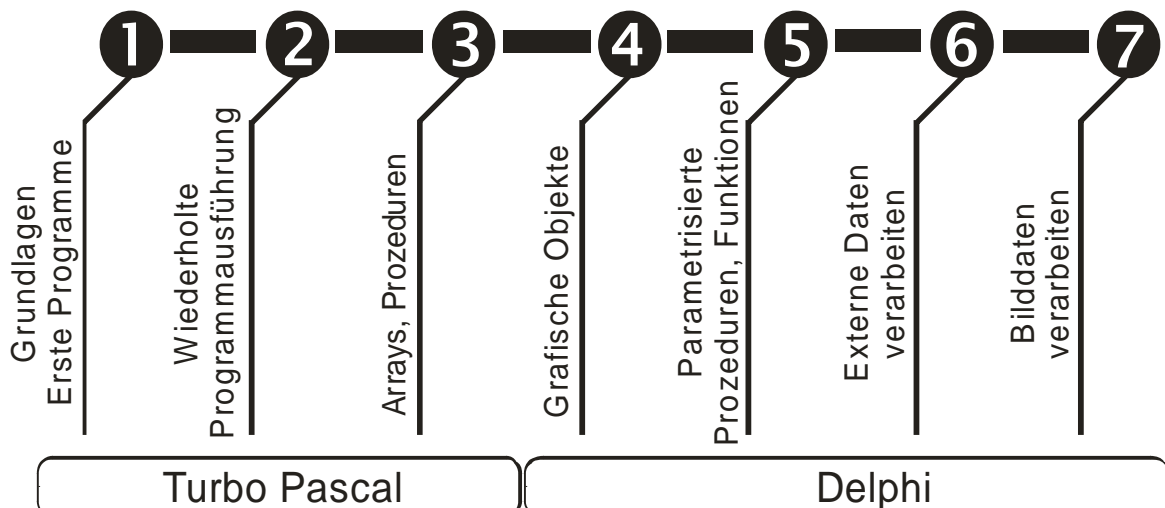 1 2 3 4 5 6 7
Grundlagen
Erste Programme
Wiederholte
Programmausführung
Arrays, Prozeduren
Grafische Objekte
Parametrisierte
Prozeduren, Funktionen
Externe Daten
verarbeiten
Bilddaten
verarbeiten
Turbo Pascal
Delphi